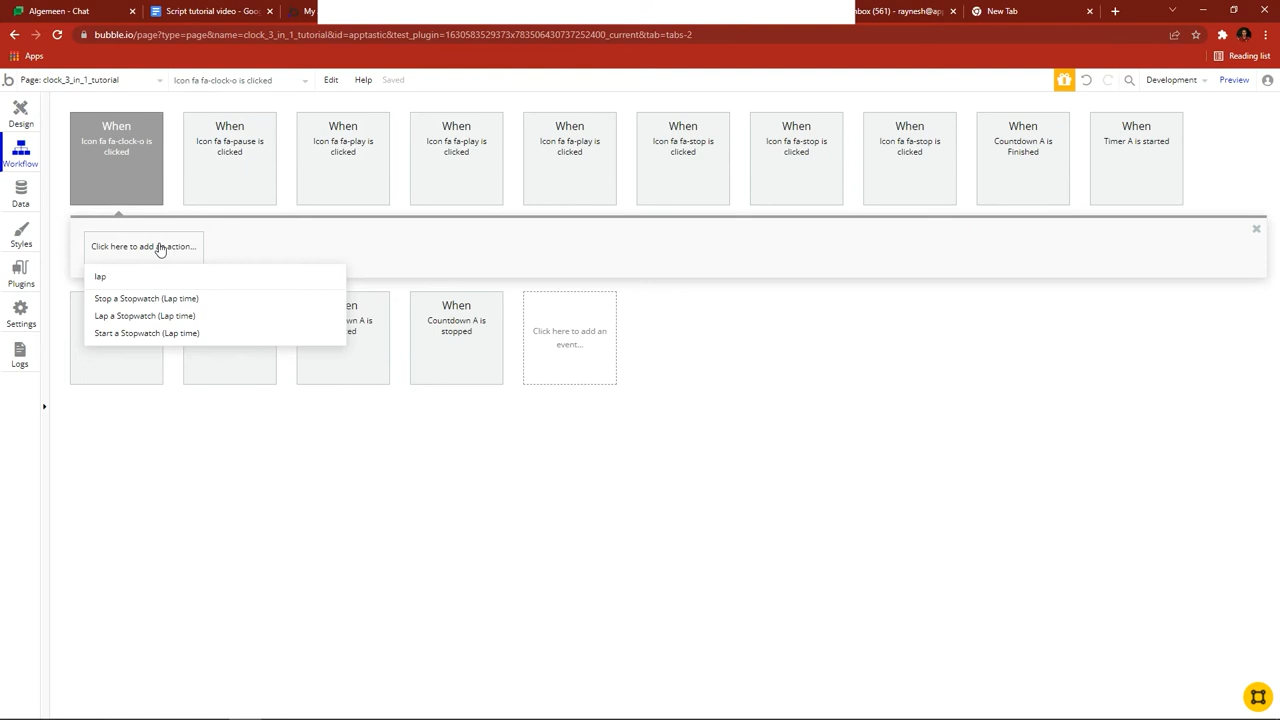 Algemeen - Chat
Script tutorial video - Goog
My
nbox (561) - raynesh@ap
New Tab
bubble.io/page?type=page&name=clock_3_in_1_tutorial&id=apptastic&test_plugin=1630583529373x783506430737252400_current&tab=tabs-2
Apps
Reading list
Page: clock_3_in_1_tutorial
Icon fa fa-clock-o is clicked
Edit
Help
Saved
Development
Preview
Design
Workflow
Data
Styles
Plugins
Settings
Logs
When
Icon fa fa-clock-o is
clicked
When
Icon fa fa-pause is
clicked
When
Icon fa fa-play is
clicked
When
Icon fa fa-play is
clicked
When
Icon fa fa-play is
clicked
When
Icon fa fa-stop is
clicked
When
Icon fa fa-stop is
clicked
When
Icon fa fa-stop is
clicked
When
Countdown A is
Finished
When
Timer A is started
Click here to add an action...
lap
Stop a Stopwatch (Lap time)
Lap a Stopwatch (Lap time)
Start a Stopwatch (Lap time)
en
own A is
ed
When
Countdown A is
stopped
Click here to add an
event...